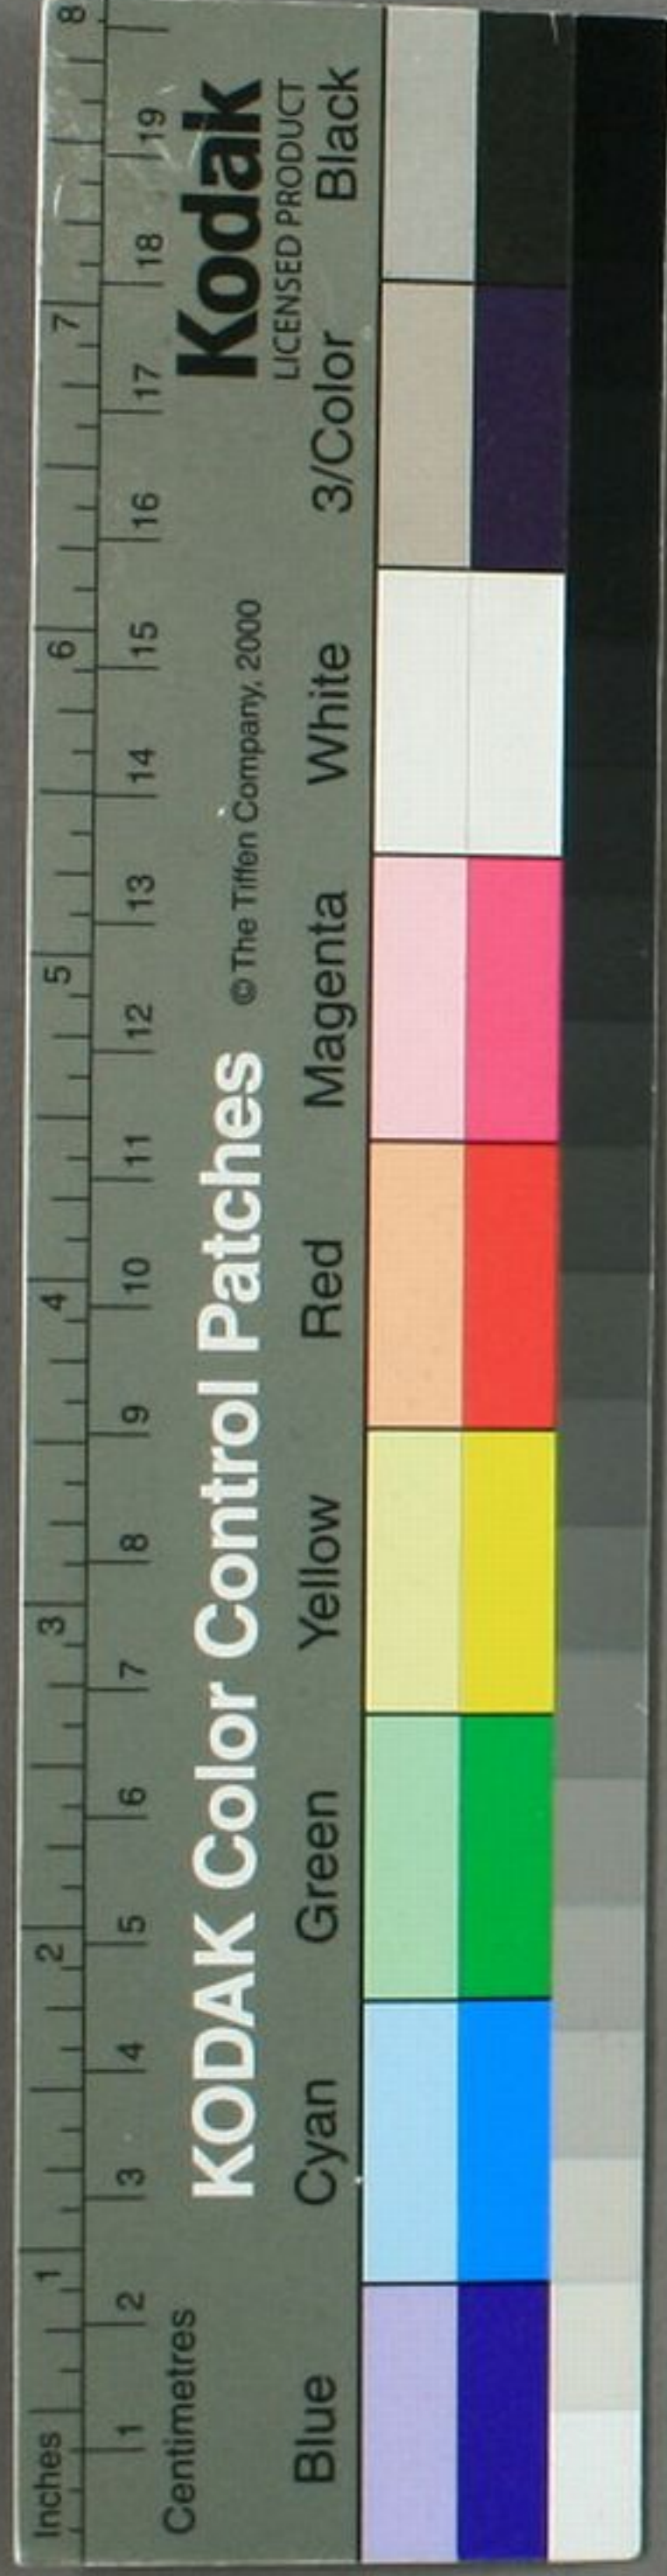 Inches 1 2 3 4 5 6 7 8
1 2 3 4 5 6 7 8 9 10 11 12 13 14 15 16 17 18 19
Centimetres
KODAK Color Control Patches © The Tiffen Company, 2000 Kodak
LICENSED PRODUCT
Blue Cyan Green Yellow Red Magenta White 3/Color Black